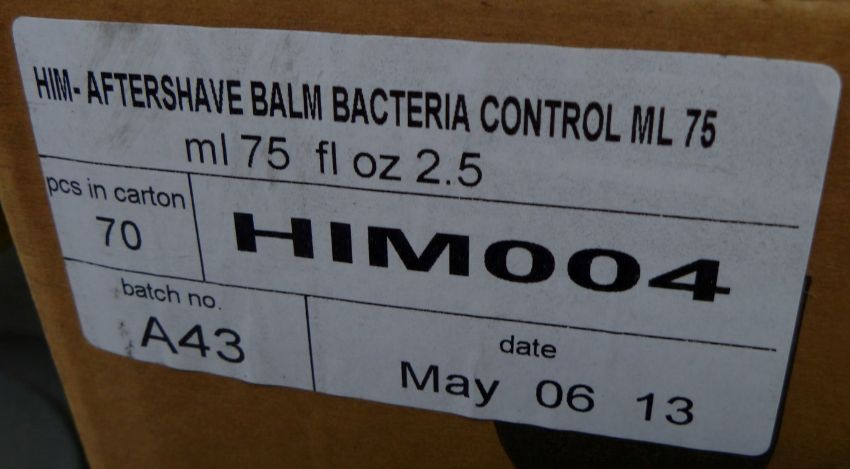 HIM- AFTERSHAVE BALM BACTERIA CONTROL ML 75
ml 75 fl oz 2.5
pcs in carton
70
HIM004
batch no.
A43
date
May 06 13